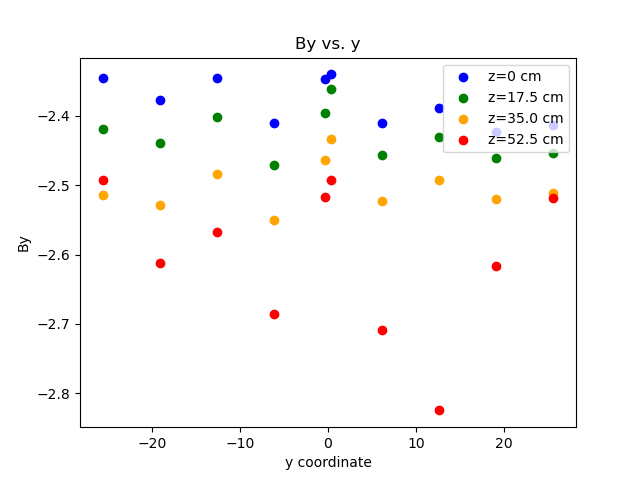 By vs. y
z=0 cm
z=17.5 cm
z=35.0 cm
z=52.5 cm
−2.4
−2.5
−2.6
−2.7
−2.8
By
−20
−10
0
10
20
y coordinate